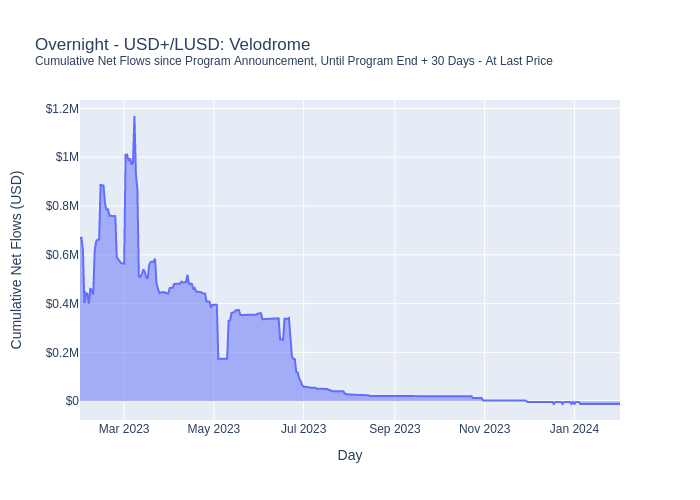 Overnight - USD+/LUSD: Velodrome
Cumulative Net Flows since Program Announcement, Until Program End + 30 Days - At Last Price
$1.2M
$1M
$0.8M
$0.6M
$0.4M
$0.2M
$0
Cumulative Net Flows (USD)
Mar 2023
May 2023
Jul 2023
Sep 2023
Nov 2023
Jan 2024
Day